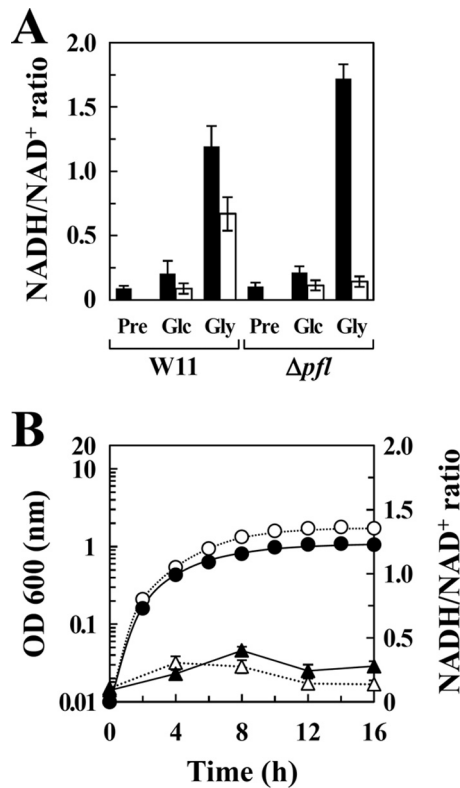 A
NADH/NAD+ ratio
2.0
1.5
1.0
0.5
0
Pre Glc Gly Pre Glc Gly
W11 Δpfl
B
OD 600 (nm)
20
10
1
0.1
0.01
2.0
1.5
1.0
0.5
0
NADH/NAD+ ratio
0 4 8 12 16
Time (h)